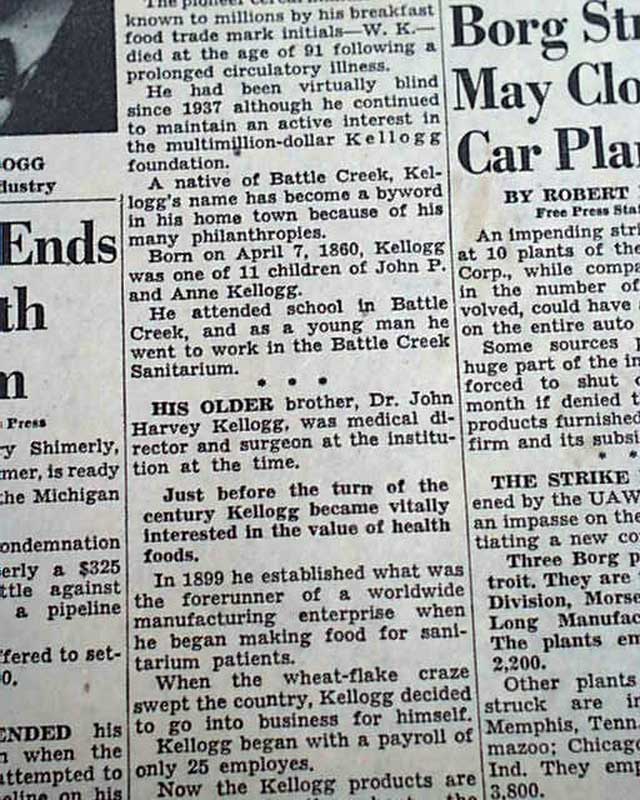 OGG
dustry
Ends
th
m
Press
ry Shimerly,
mer, is ready
the Michigan
ondemnation
erly a $325
ttle against
a pipeline
ffered to set-
0.
ENDED his
n when the
attempted to
eline on his
The pioneer cereal
known to millions by his breakfast
food trade mark initials—W. K.—
died at the age of 91 following a
prolonged circulatory illness.
He had been virtually blind
since 1937 although he continued
to maintain an active interest in
the multimillion-dollar Kellogg
foundation.
A native of Battle Creek, Kel-
logg's name has become a byword
in his home town because of his
many philanthropies.
Born on April 7, 1860, Kellogg
was one of 11 children of John P.
and Anne Kellogg.
He attended school in Battle
Creek, and as a young man he
went to work in the Battle Creek
Sanitarium.
• • •
HIS OLDER brother, Dr. John
Harvey Kellogg, was medical di-
rector and surgeon at the institu-
tion at the time.
Just before the turn of the
century Kellogg became vitally
interested in the value of health
foods.
In 1899 he established what was
the forerunner of a worldwide
manufacturing enterprise when
he began making food for sani-
tarium patients.
When the wheat-flake craze
swept the country, Kellogg decided
to go into business for himself.
Kellogg began with a payroll of
only 25 employes.
Now the Kellogg products are
Borg Str
May Clo
Car Pla
BY ROBERT
Free Press Staf
An impending stri
at 10 plants of the
Corp., while compa
in the number of
volved, could have
on the entire auto
Some sources p
huge part of the in
forced to shut
month if denied t
products furnished
firm and its subsi
* *
THE STRIKE
ened by the UAW
an impasse on the
tiating a new co
Three Borg p
troit. They are
Division, Morse
Long Manufac
The plants em
2,200.
Other plants
struck are in
Memphis, Tenn
mazoo; Chicago
Ind. They emp
3,800.